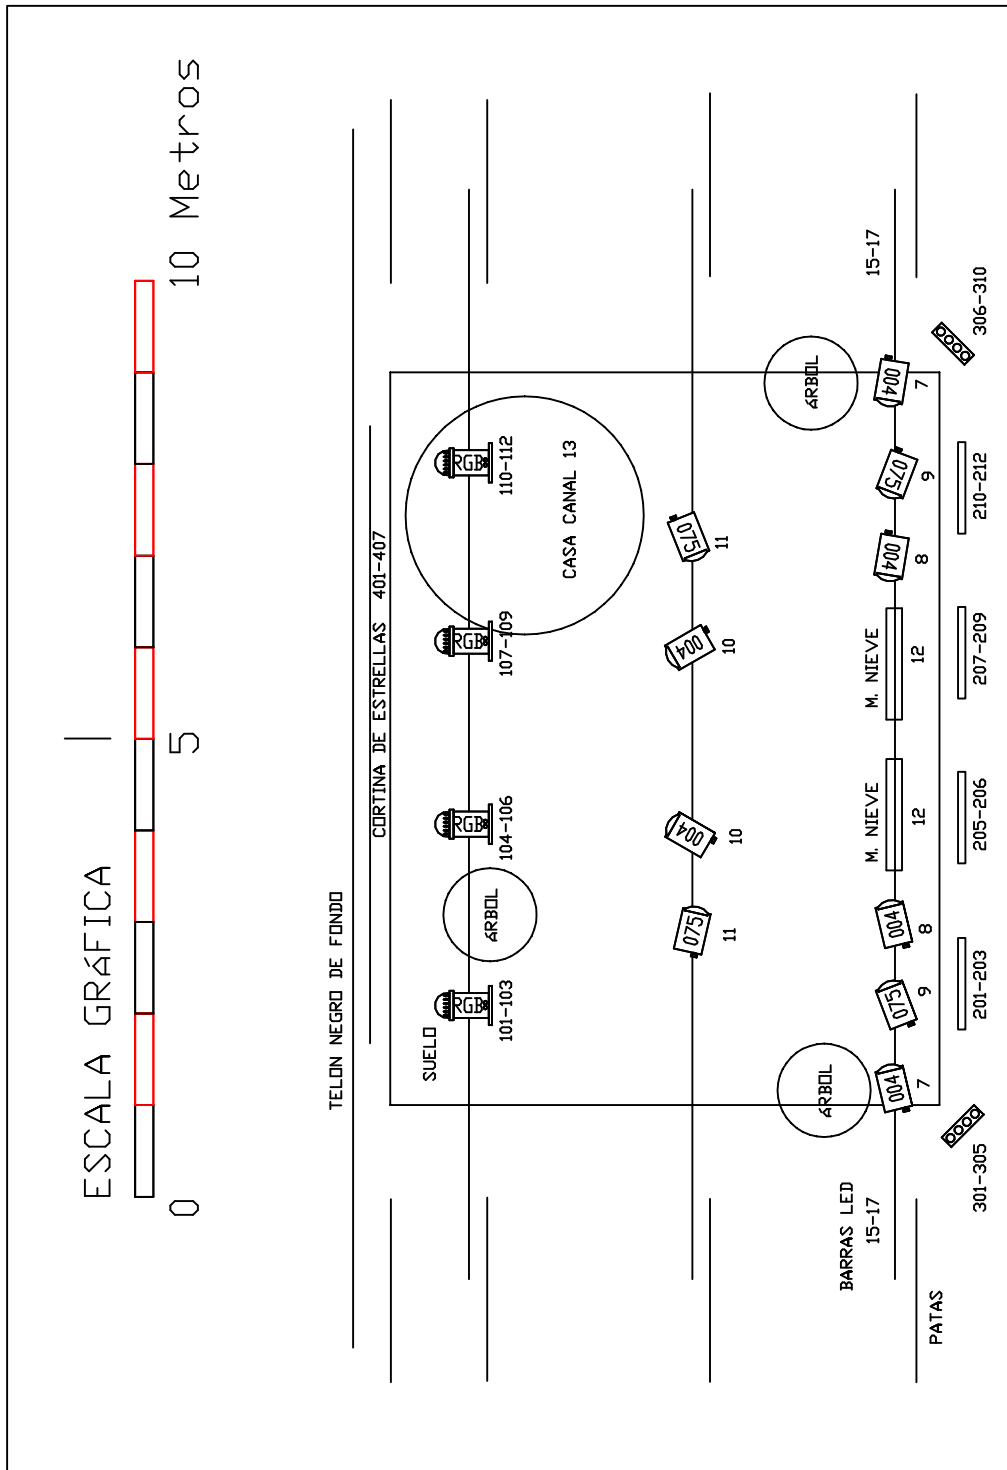 ESCALA GRÁFICA
0
5
10 Metros
TELON NEGRO DE FONDO
CORTINA DE ESTRELLAS 401-407
SUELO
RGB
RGB
RGB
RGB
101-103
104-106
107-109
110-112
ÁRBOL
CASA CANAL 13
075
004
004
075
11
10
10
11
ÁRBOL
ÁRBOL
BARRAS LED
15-17
M. NIEVE
M. NIEVE
15-17
004
075
004
004
075
004
7
9
8
12
12
8
9
7
PATAS
301-305
201-203
205-206
207-209
210-212
306-310